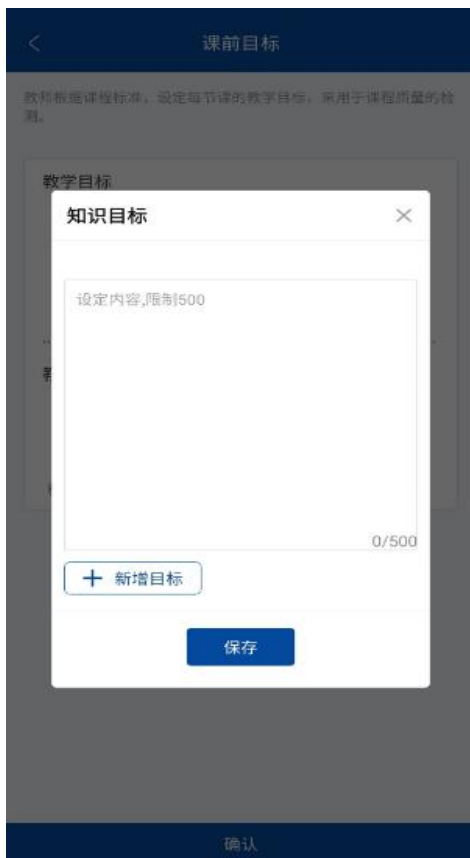 课前目标
教师根据课程标准，设定每节课的教学目标，采用于课程质量的检
测。
教学目标
知识目标
设定内容,限制500
0/500
新增目标
保存
确认